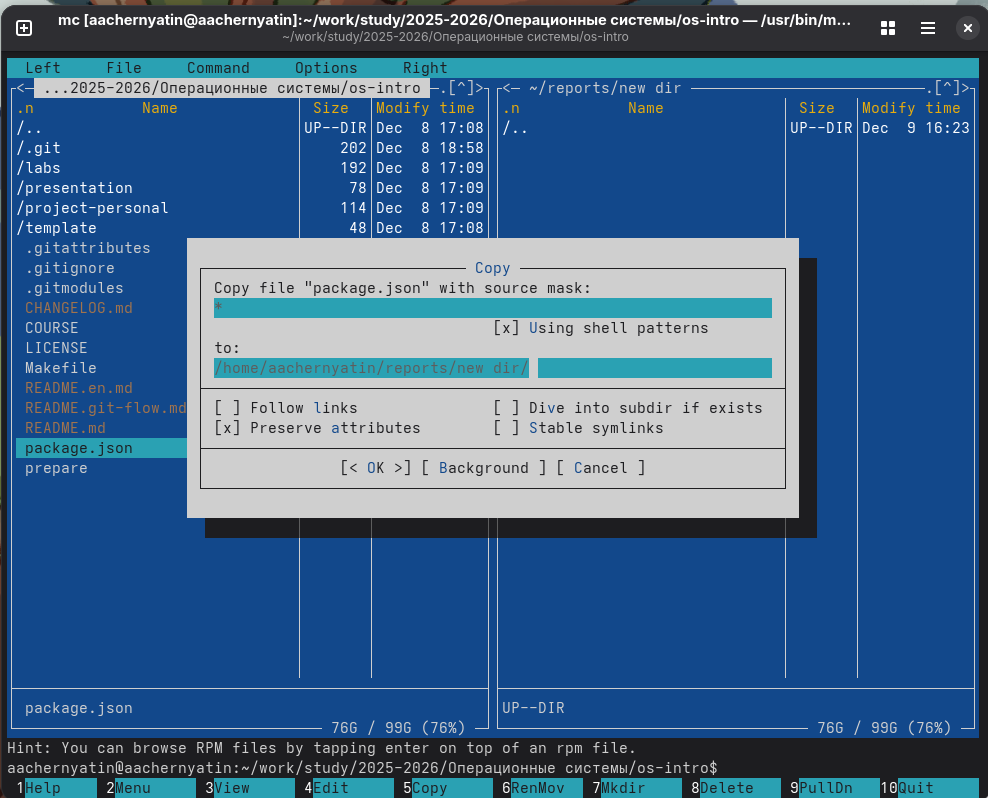 mc [aachernyatin@aachernyatin]:~/work/study/2025-2026/Операционные системы/os-intro — /usr/bin/m…
~/work/study/2025-2026/Операционные системы/os-intro
Left File Command Options Right
<— ...2025-2026/Операционные системы/os-intro —.[^]> <— ~/reports/new dir —.[^]>
.n Name Size Modify time .n Name Size Modify time
/.. UP--DIR Dec 8 17:08 /.. UP--DIR Dec 9 16:23
/.git 202 Dec 8 18:58
/labs 192 Dec 8 17:09
/presentation 78 Dec 8 17:09
/project-personal 114 Dec 8 17:09
/template 48 Dec 8 17:08
.gitattributes
.gitignore
.gitmodules
CHANGELOG.md
COURSE
LICENSE
Makefile
README.en.md
README.git-flow.md
README.md
package.json
prepare
Copy
Copy file "package.json" with source mask:
*
[x] Using shell patterns
to:
/home/aachernyatin/reports/new dir/
[ ] Follow links [ ] Dive into subdir if exists
[x] Preserve attributes [ ] Stable symlinks
[< OK >] [ Background ] [ Cancel ]
package.json UP--DIR
76G / 99G (76%) 76G / 99G (76%)
Hint: You can browse RPM files by tapping enter on top of an rpm file.
aachernyatin@aachernyatin:~/work/study/2025-2026/Операционные системы/os-intro$
1Help 2Menu 3View 4Edit 5Copy 6RenMov 7Mkdir 8Delete 9PullDn 10Quit